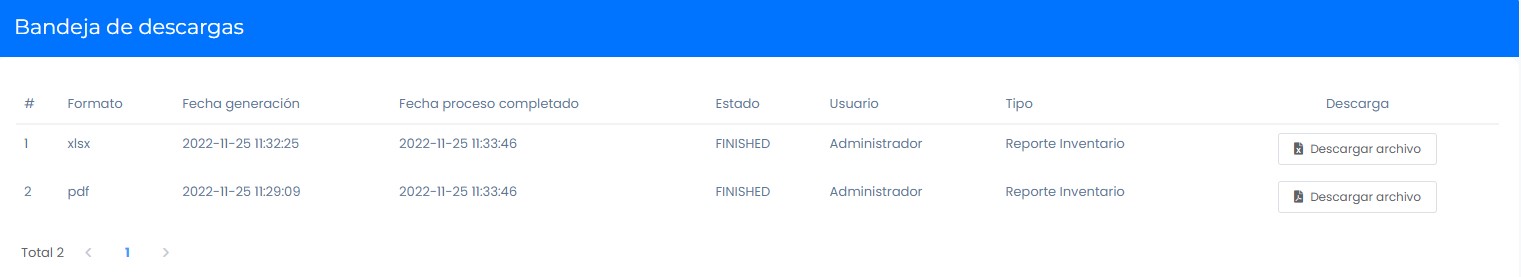 Bandeja de descargas
# Formato Fecha generación Fecha proceso completado Estado Usuario Tipo Descarga
1 xlsx 2022-11-25 11:32:25 2022-11-25 11:33:46 FINISHED Administrador Reporte Inventario Descargar archivo
2 pdf 2022-11-25 11:29:09 2022-11-25 11:33:46 FINISHED Administrador Reporte Inventario Descargar archivo
Total 2 < 1 >